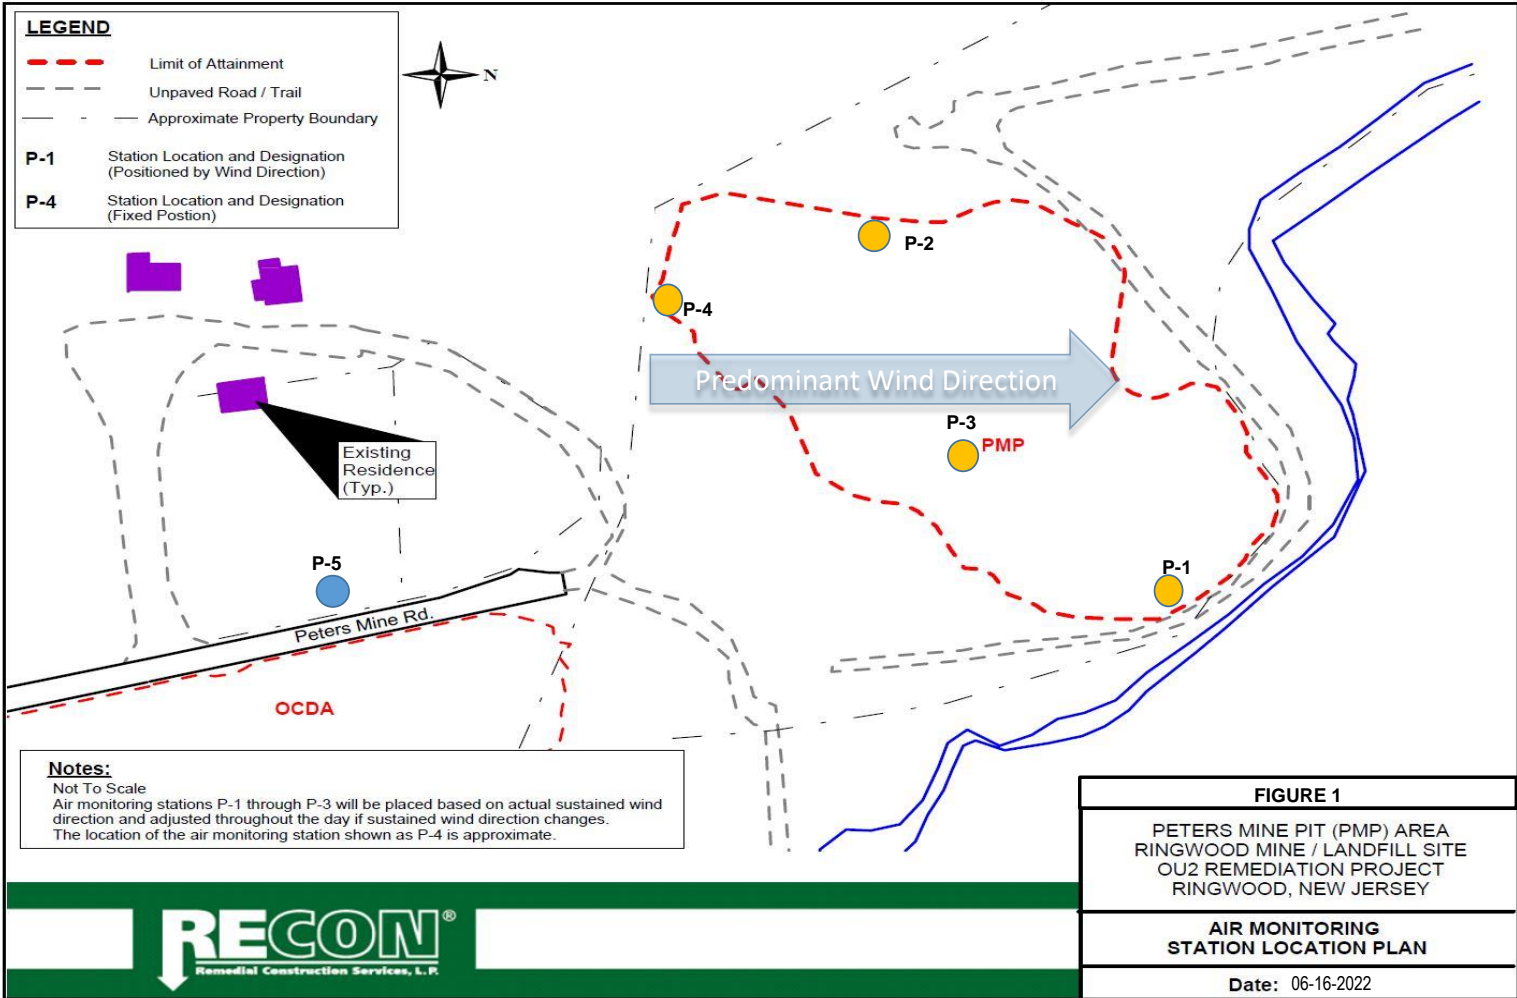 LEGEND
Limit of Attainment
Unpaved Road / Trail
Approximate Property Boundary
P-1 Station Location and Designation
(Positioned by Wind Direction)
P-4 Station Location and Designation
(Fixed Postion)
N
P-2
P-4
Predominant Wind Direction
P-3
PMP
Existing
Residence
(Typ.)
P-5
P-1
Peters Mine Rd.
OCDA
Notes:
Not To Scale
Air monitoring stations P-1 through P-3 will be placed based on actual sustained wind
direction and adjusted throughout the day if sustained wind direction changes.
The location of the air monitoring station shown as P-4 is approximate.
FIGURE 1
PETERS MINE PIT (PMP) AREA
RINGWOOD MINE / LANDFILL SITE
OU2 REMEDIATION PROJECT
RINGWOOD, NEW JERSEY
AIR MONITORING
STATION LOCATION PLAN
Date: 06-16-2022
RECON®
Remedial Construction Services, L.P.